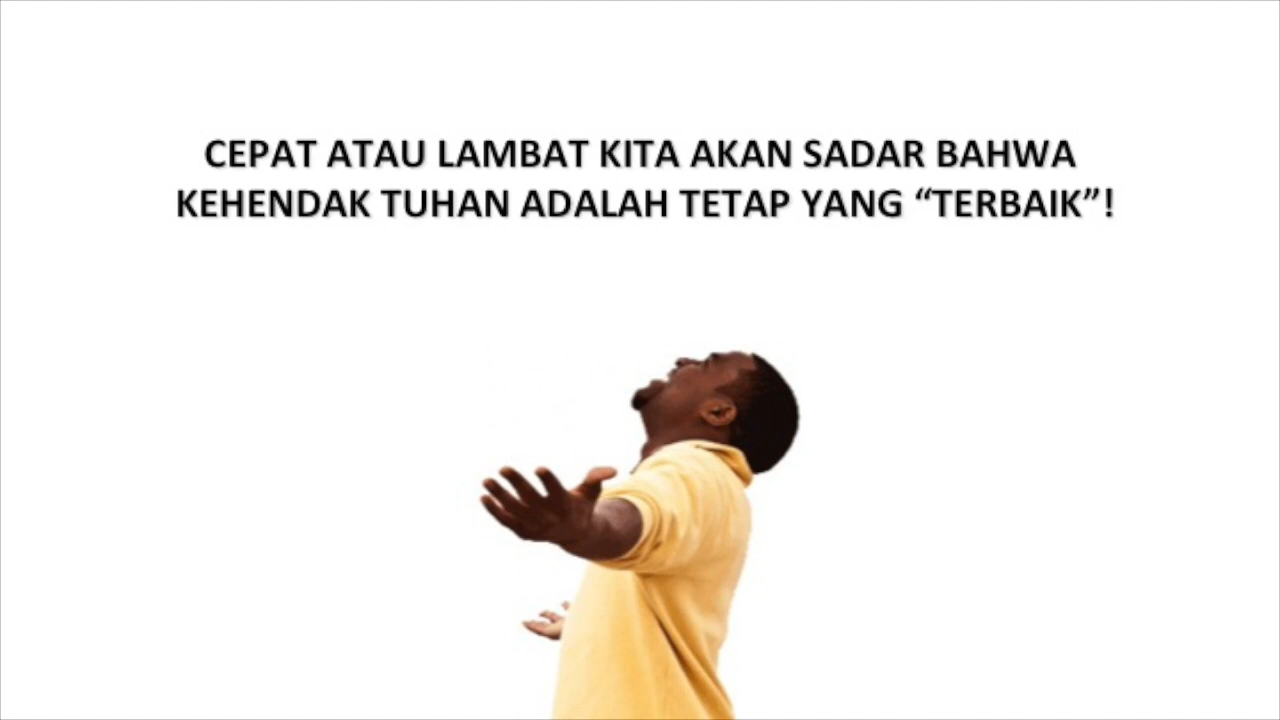 CEPAT ATAU LAMBAT KITA AKAN SADAR BAHWA
KEHENDAK TUHAN ADALAH TETAP YANG “TERBAIK”!